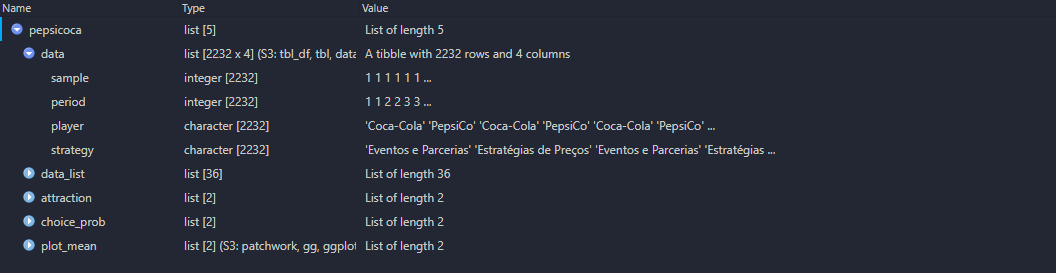 Name Type Value
pepsicoca list [5] List of length 5
data list [2232 x 4] (S3: tbl_df, tbl, data A tibble with 2232 rows and 4 columns
sample integer [2232] 1 1 1 1 1 1 ...
period integer [2232] 1 1 2 2 3 3 ...
player character [2232] 'Coca-Cola' 'PepsiCo' 'Coca-Cola' 'PepsiCo' 'Coca-Cola' 'PepsiCo' ...
strategy character [2232] 'Eventos e Parcerias' 'Estratégias de Preços' 'Eventos e Parcerias' 'Estratégias ...
data_list list [36] List of length 36
attraction list [2] List of length 2
choice_prob list [2] List of length 2
plot_mean list [2] (S3: patchwork, gg, ggplot List of length 2